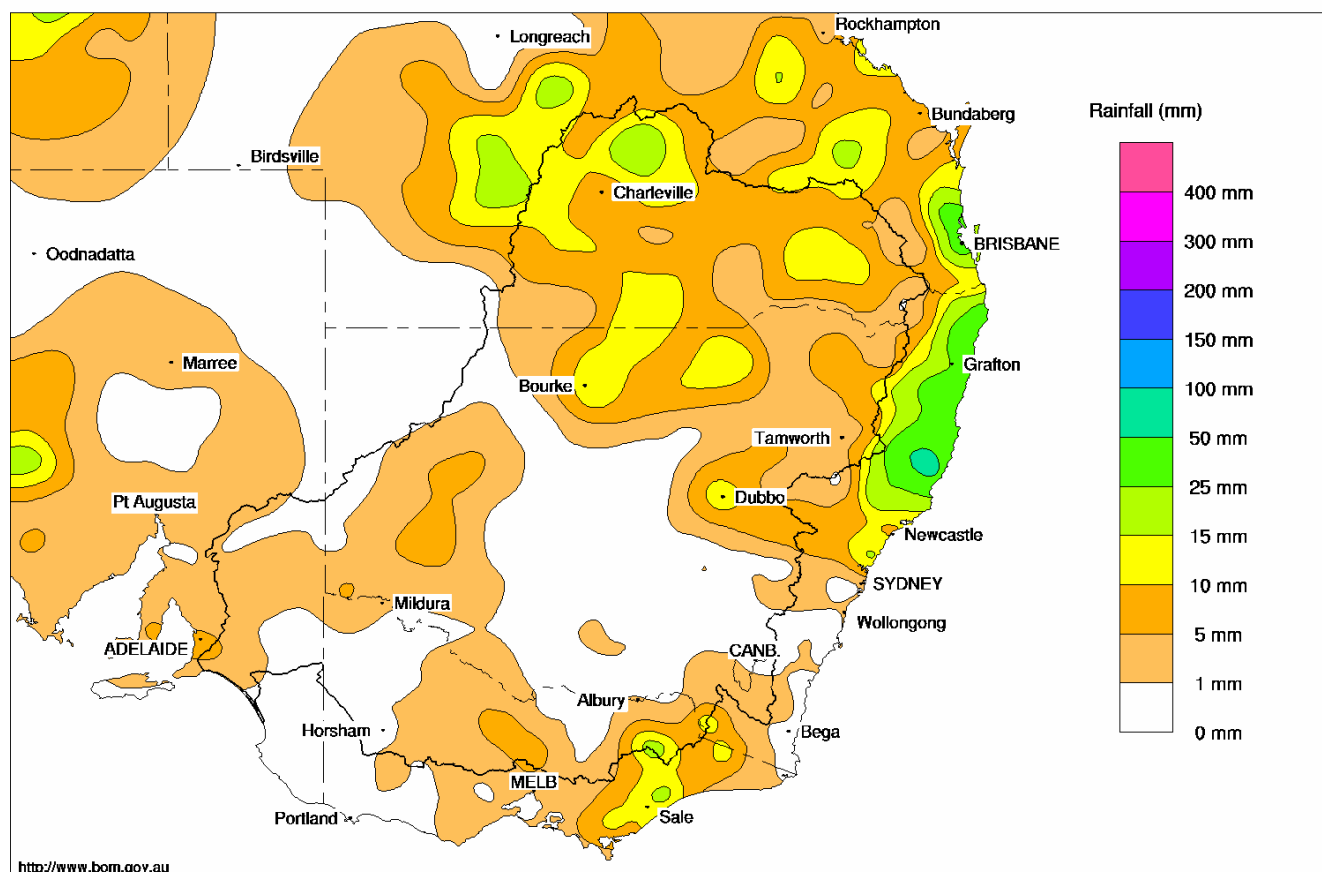 Rockhampton
Longreach
Rainfall (mm)
Bundaberg
Birdsville
400 mm
Charleville
300 mm
BRISBANE
Oodnadatta
200 mm
150 mm
Marree
Grafton
Bourke
100 mm
Tamworth
50 mm
Pt Augusta
Dubbo
25 mm
Newcastle
15 mm
SYDNEY
Mildura
10 mm
Wollongong
ADELAIDE
CANB.
5 mm
1 mm
Albury
Horsham
Bega
0 mm
MELB
Portland
Sale
http://www.bom.gov.au